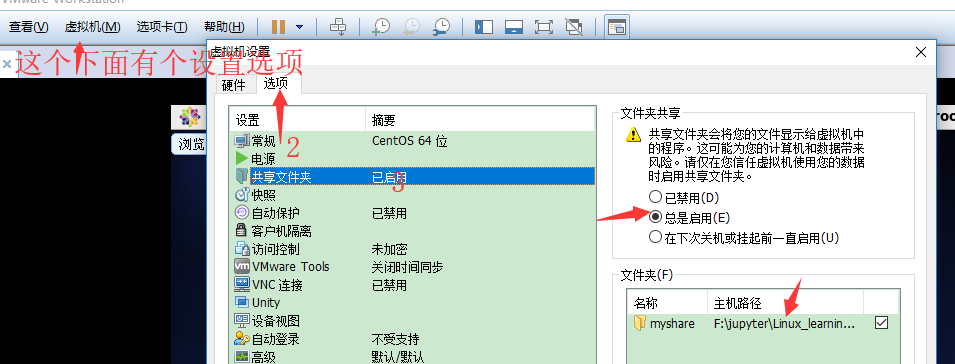 VMware Workstation
查看(V) 虚拟机(M) 选项卡(T) 帮助(H)
这个下面有个设置选项
虚拟机设置
硬件 选项
浏览
设置 摘要
常规 CentOS 64 位
2
电源
共享文件夹 已启用
3
快照
自动保护 已禁用
客户机隔离
访问控制 未加密
VMware Tools 关闭时间同步
VNC 连接 已禁用
Unity
设备视图
自动登录 不受支持
高级 默认/默认
文件夹共享
共享文件夹会将您的文件显示给虚拟机中
的程序。这可能为您的计算机和数据带来
风险。请仅在您信任虚拟机使用您的数据
时启用共享文件夹。
已禁用(D)
总是启用(E)
在下次关机或挂起前一直启用(U)
文件夹(F)
名称 主机路径
myshare F:\jupyter\Linux_learnin...